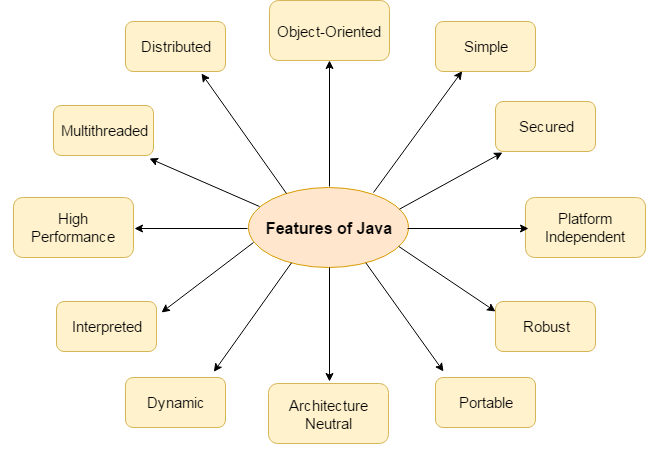 Object-Oriented
Distributed
Simple
Multithreaded
Secured
High
Performance
Features of Java
Platform
Independent
Interpreted
Robust
Dynamic
Architecture
Neutral
Portable